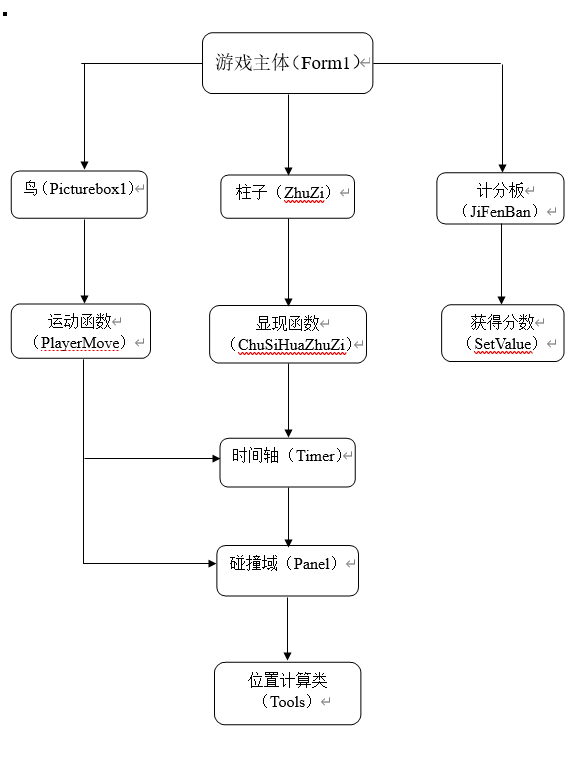 游戏主体（Form1）
鸟（Picturebox1）
柱子（ZhuZi）
计分板
（JiFenBan）
运动函数
（PlayerMove）
显现函数
（ChuSiHuaZhuZi）
获得分数
（SetValue）
时间轴（Timer）
碰撞域（Panel）
位置计算类
（Tools）